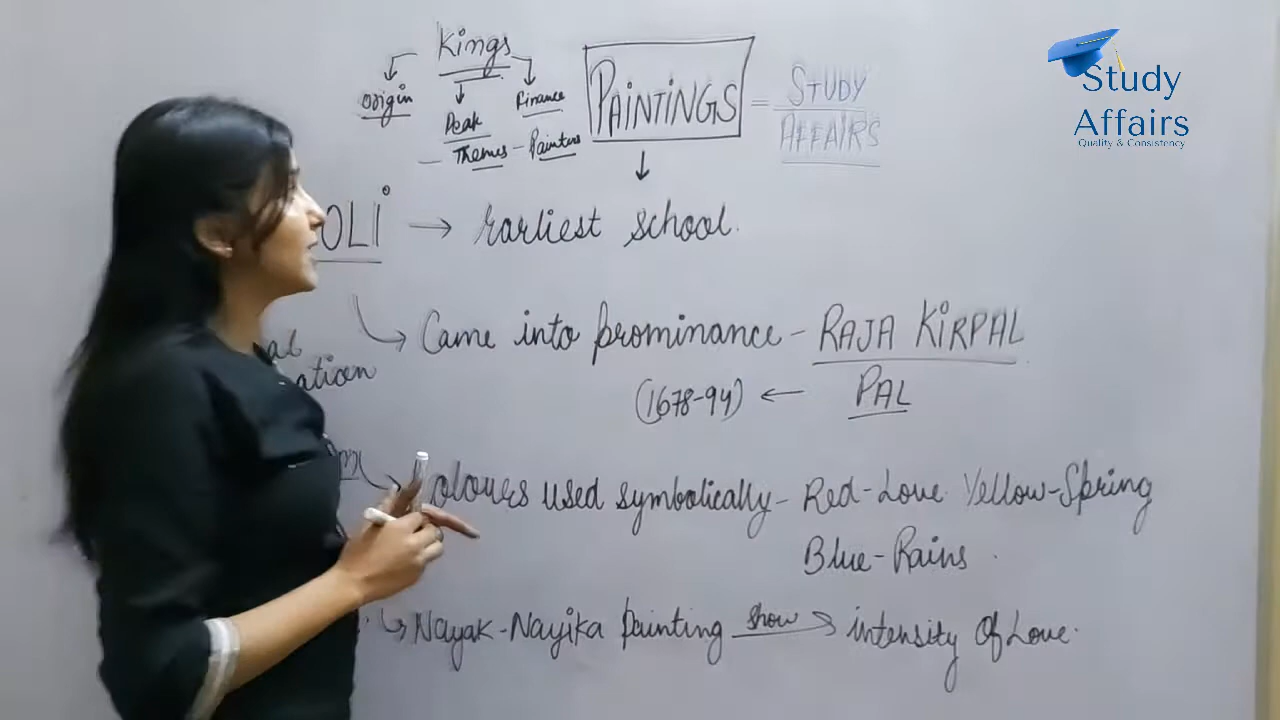 Kings
origin
Peak
Finance
— Themes - Painters
PAINTINGS = STUDY AFFAIRS
Study
Affairs
Quality & Consistency
OLI → Earliest school.
Came into prominance - RAJA KIRPAL
(1678-94) ← PAL
ation
olours used symbolically - Red-Love Yellow-Spring
Blue-Rains
Nayak-Nayika painting show intensity Of Love.